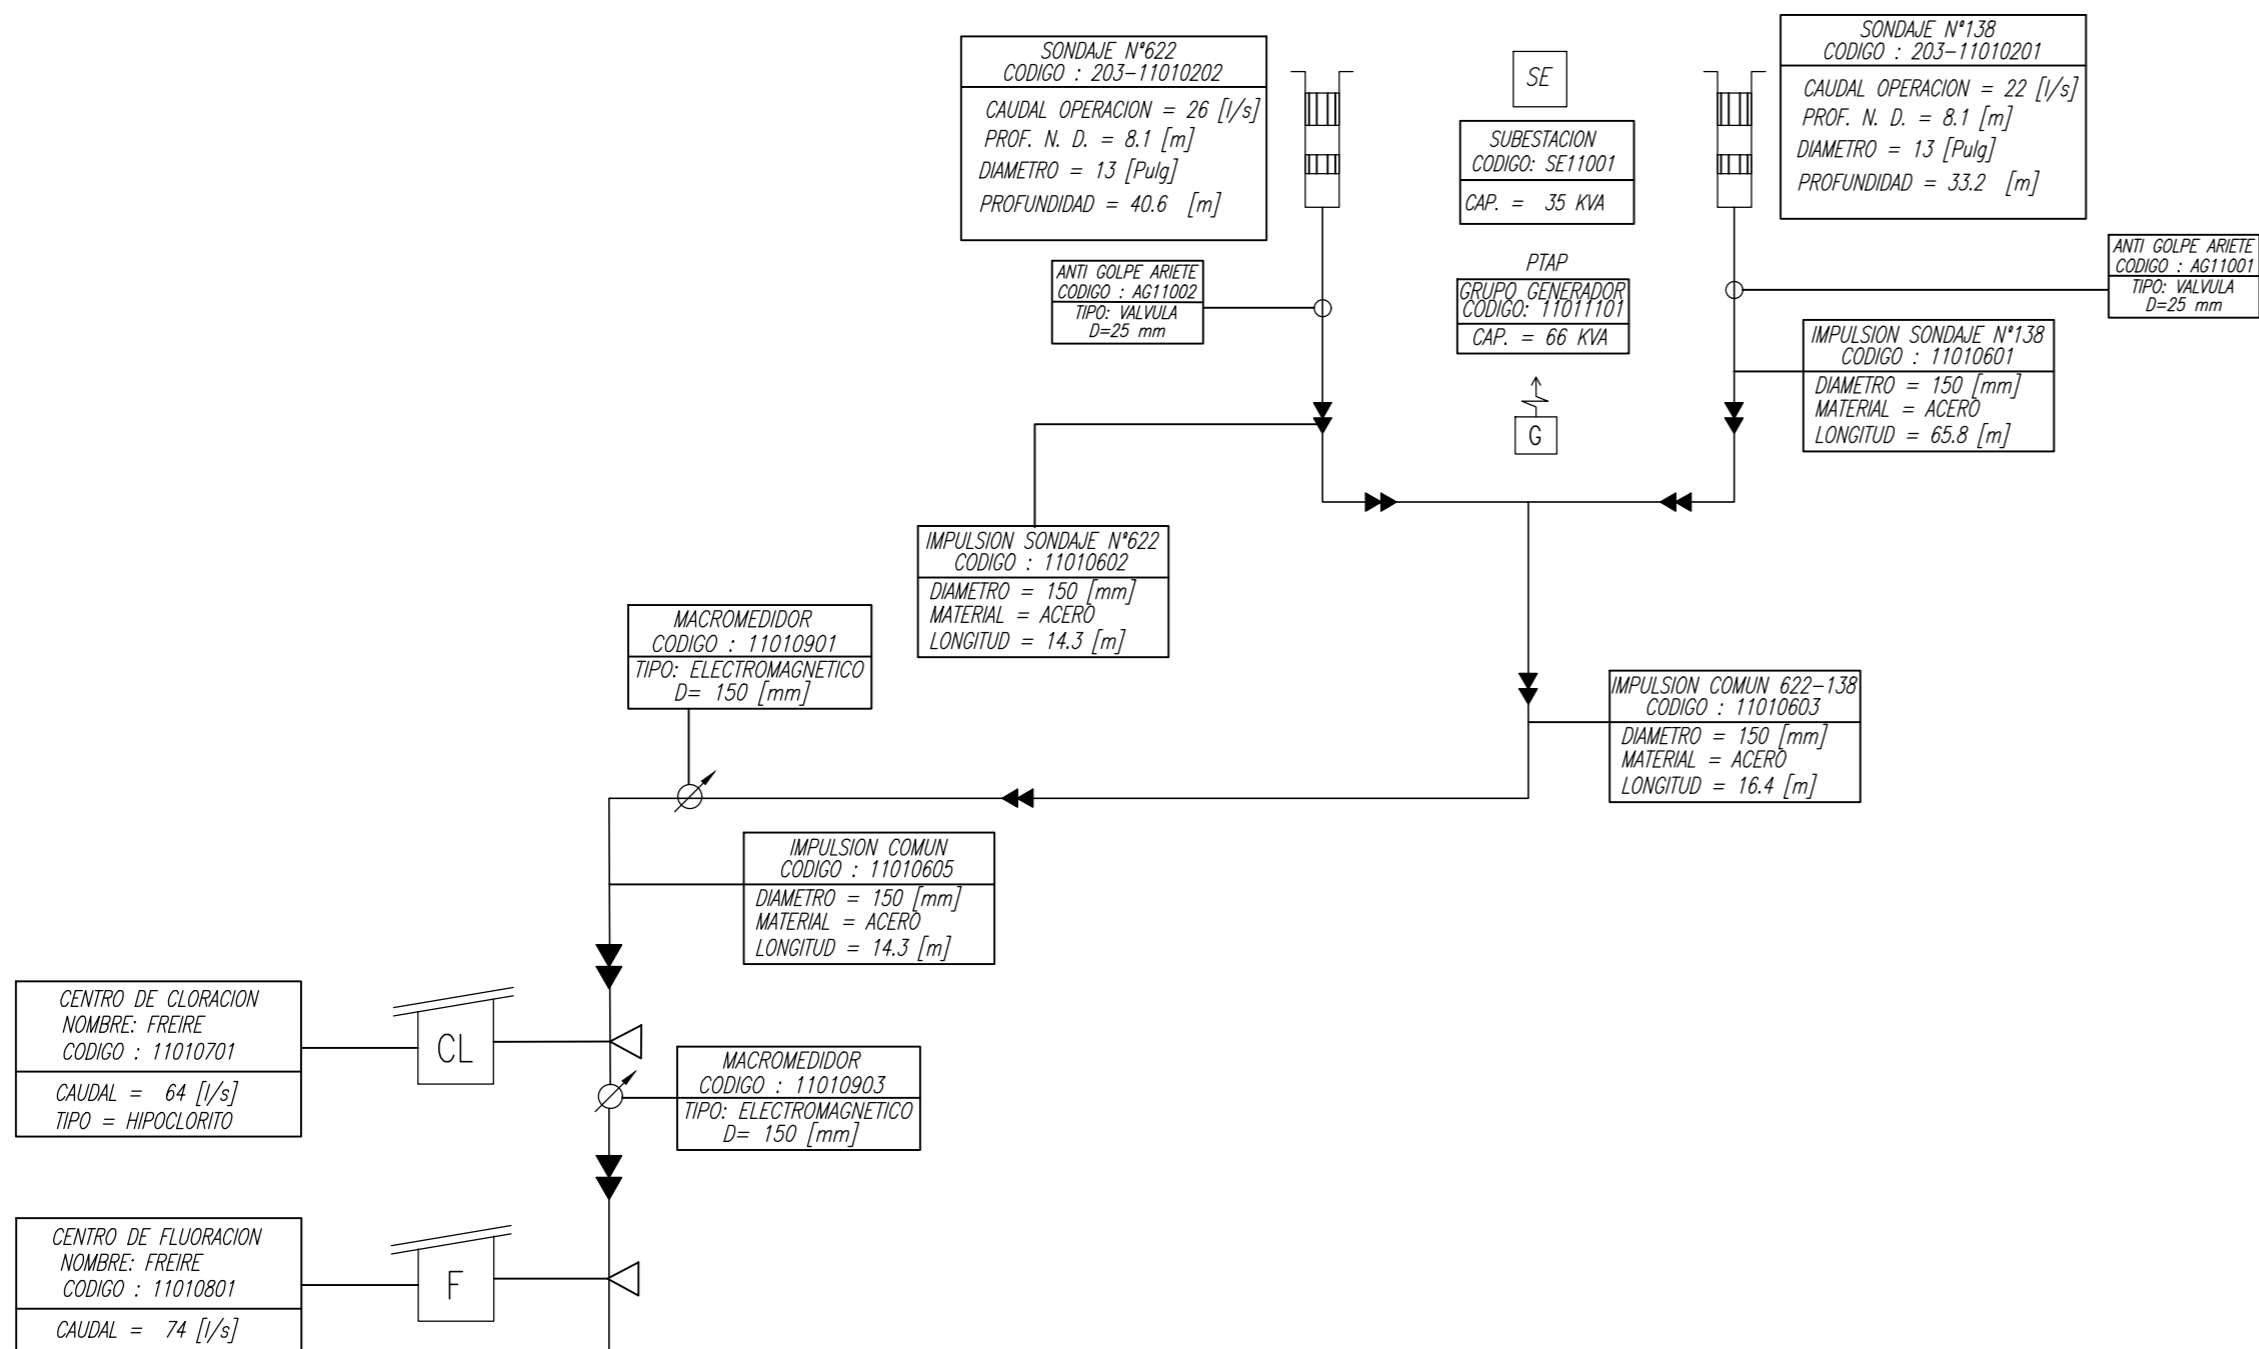 SONDAJE N°622
CODIGO : 203-11010202
CAUDAL OPERACION = 26 [l/s]
PROF. N. D. = 8.1 [m]
DIAMETRO = 13 [Pulg]
PROFUNDIDAD = 40.6 [m]
SE
SUBESTACION
CODIGO: SE11001
CAP. = 35 KVA
SONDAJE N°138
CODIGO : 203-11010201
CAUDAL OPERACION = 22 [l/s]
PROF. N. D. = 8.1 [m]
DIAMETRO = 13 [Pulg]
PROFUNDIDAD = 33.2 [m]
ANTI GOLPE ARIETE
CODIGO : AG11002
TIPO: VALVULA
D=25 mm
PTAP
GRUPO GENERADOR
CODIGO: 11011101
CAP. = 66 KVA
G
ANTI GOLPE ARIETE
CODIGO : AG11001
TIPO: VALVULA
D=25 mm
IMPULSION SONDAJE N°138
CODIGO : 11010601
DIAMETRO = 150 [mm]
MATERIAL = ACERO
LONGITUD = 65.8 [m]
IMPULSION SONDAJE N°622
CODIGO : 11010602
DIAMETRO = 150 [mm]
MATERIAL = ACERO
LONGITUD = 14.3 [m]
MACROMEDIDOR
CODIGO : 11010901
TIPO: ELECTROMAGNETICO
D= 150 [mm]
IMPULSION COMUN 622-138
CODIGO : 11010603
DIAMETRO = 150 [mm]
MATERIAL = ACERO
LONGITUD = 16.4 [m]
IMPULSION COMUN
CODIGO : 11010605
DIAMETRO = 150 [mm]
MATERIAL = ACERO
LONGITUD = 14.3 [m]
CENTRO DE CLORACION
NOMBRE: FREIRE
CODIGO : 11010701
CAUDAL = 64 [l/s]
TIPO = HIPOCLORITO
CL
MACROMEDIDOR
CODIGO : 11010903
TIPO: ELECTROMAGNETICO
D= 150 [mm]
CENTRO DE FLUORACION
NOMBRE: FREIRE
CODIGO : 11010801
CAUDAL = 74 [l/s]
F